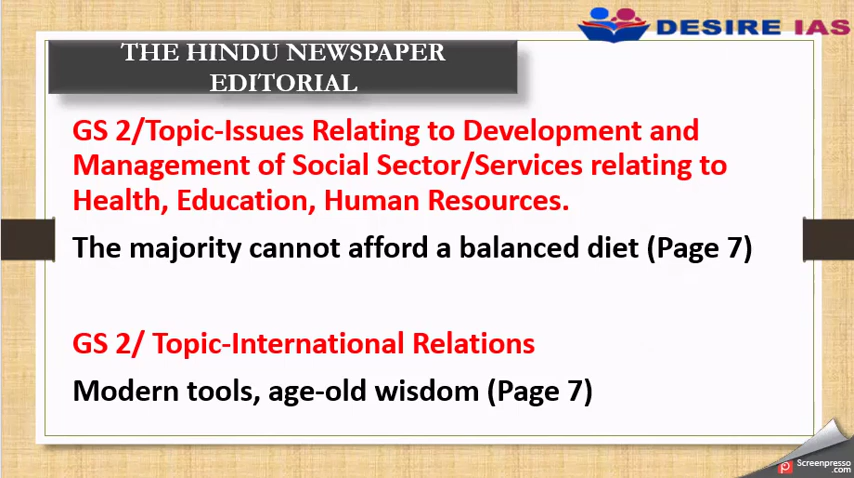 DESIRE IAS
THE HINDU NEWSPAPER
EDITORIAL
GS 2/Topic-Issues Relating to Development and
Management of Social Sector/Services relating to
Health, Education, Human Resources.
The majority cannot afford a balanced diet (Page 7)
GS 2/ Topic-International Relations
Modern tools, age-old wisdom (Page 7)
Screenpresso
.com